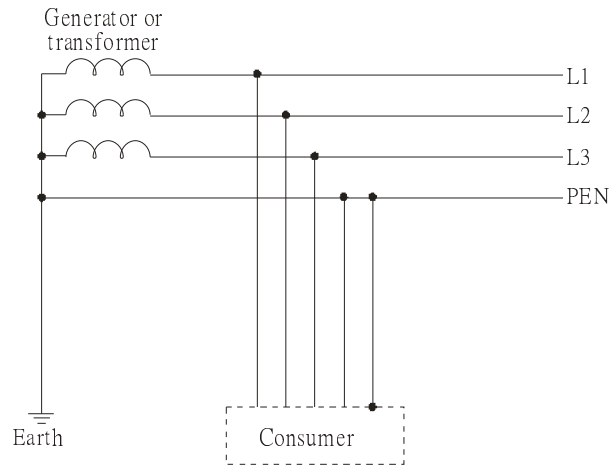 Generator or
transformer
L1
L2
L3
PEN
Earth
Consumer